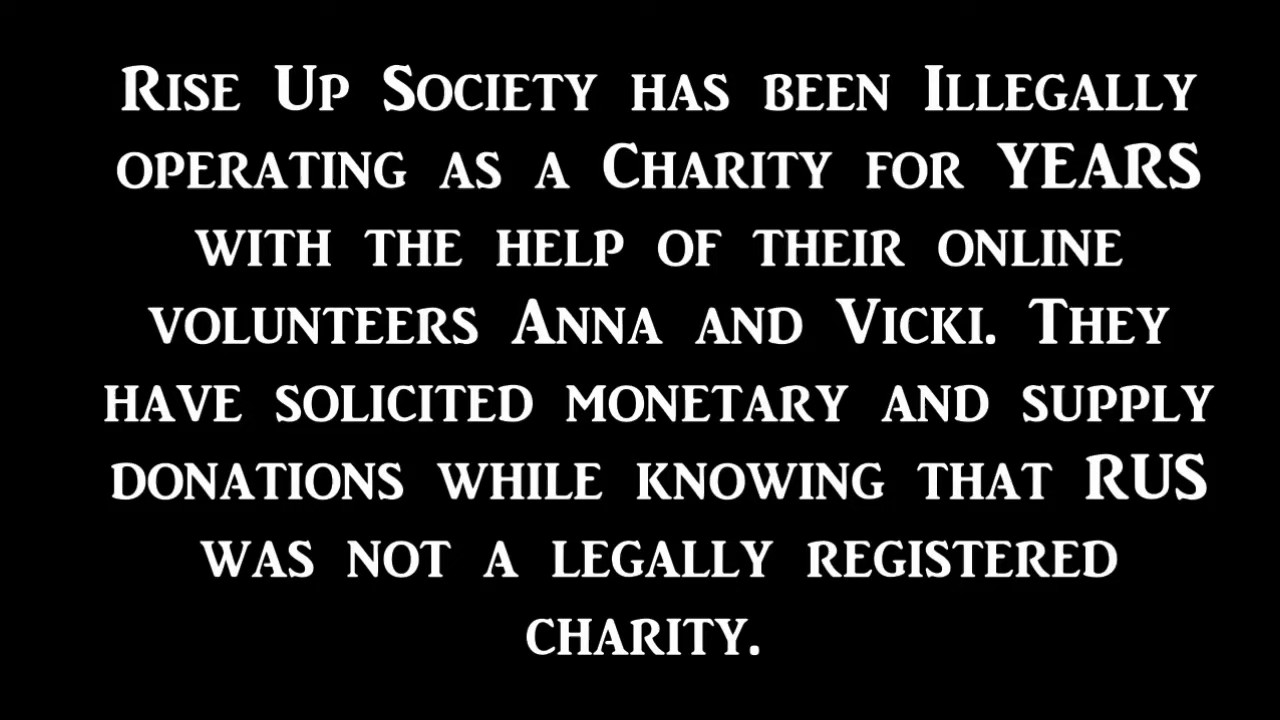 Rise Up Society has been Illegally
operating as a Charity for YEARS
with the help of their online
volunteers Anna and Vicki. They
have solicited monetary and supply
donations while knowing that RUS
was not a legally registered
charity.